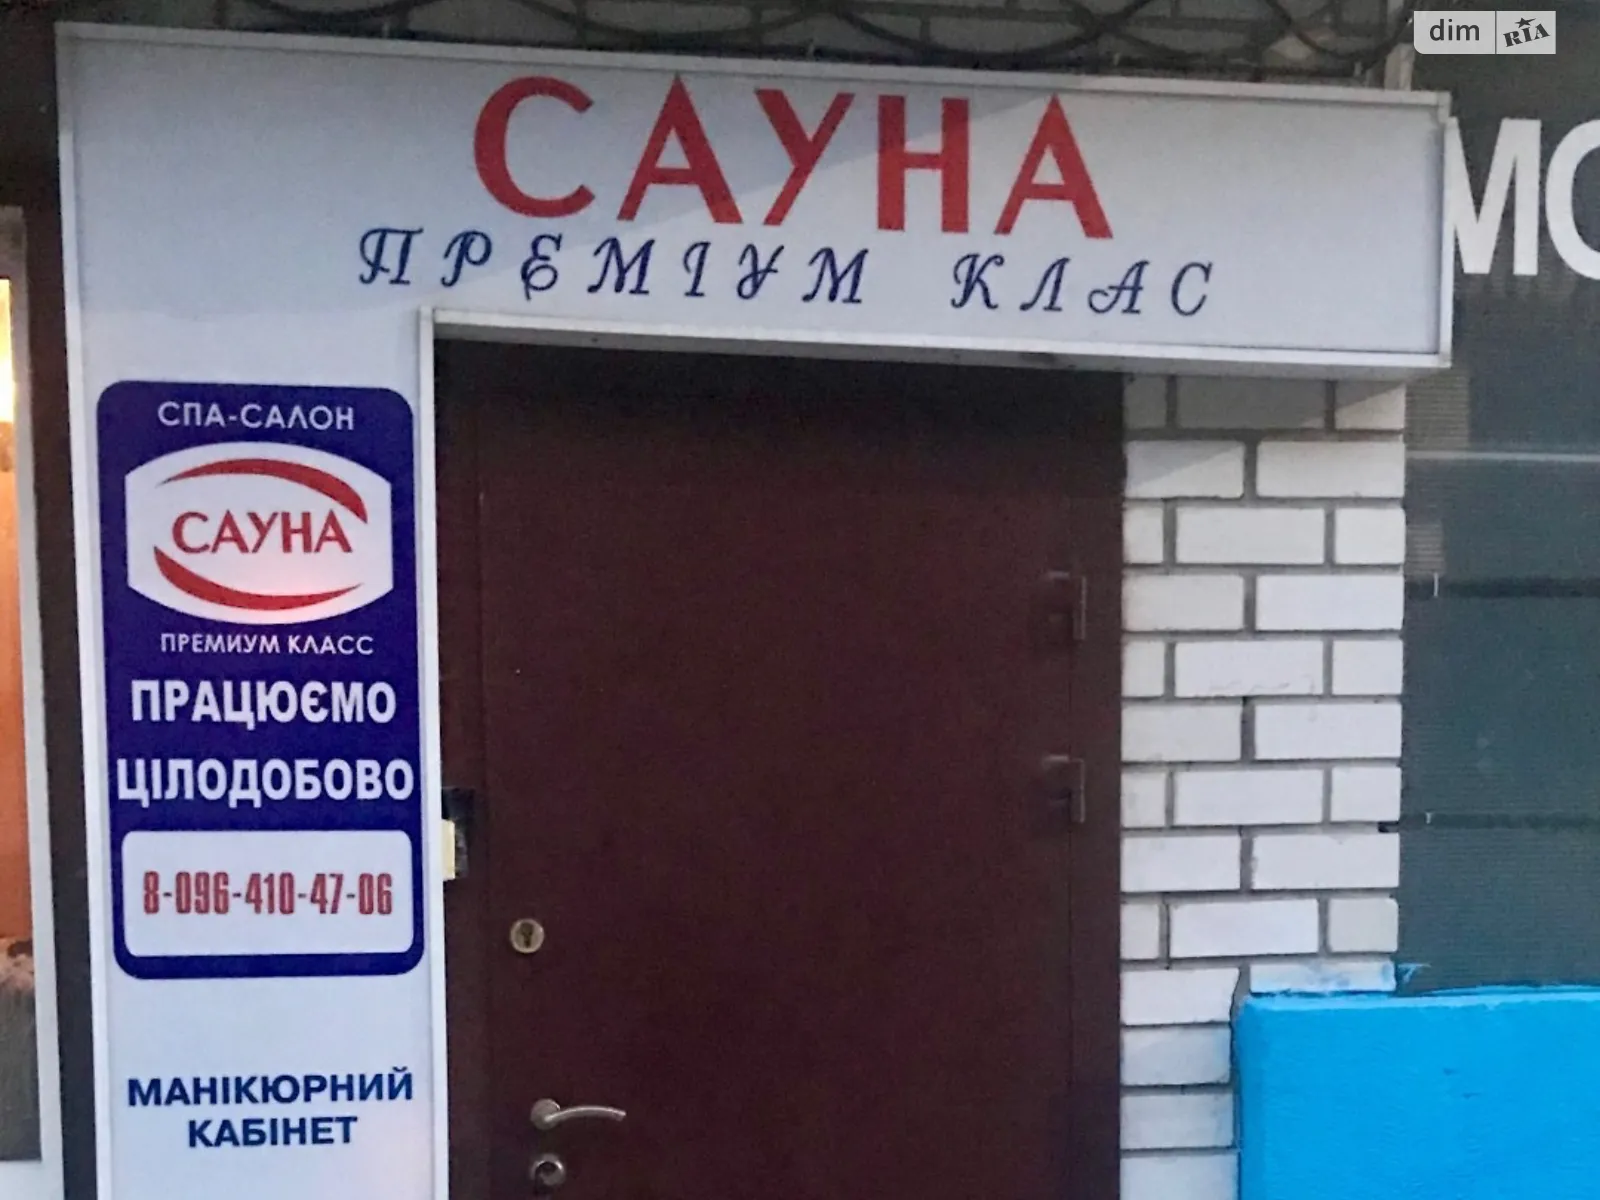 dim RIA
САУНА
ПРЕМІУМ КЛАС
МО
СПА-САЛОН
САУНА
ПРЕМИУМ КЛАСС
ПРАЦЮЄМО
ЦІЛОДОБОВО
8-096-410-47-06
МАНІКЮРНИЙ
КАБІНЕТ